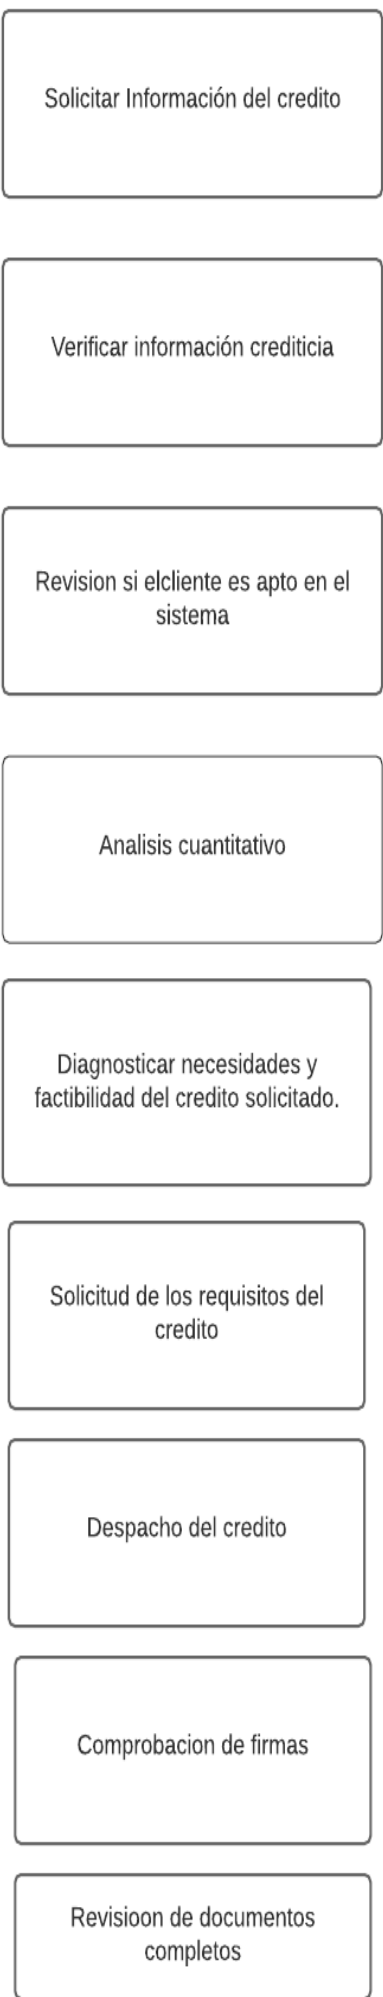 Solicitar Información del credito
Verificar información crediticia
Revision si elcliente es apto en el
sistema
Analisis cuantitativo
Diagnosticar necesidades y
factibilidad del credito solicitado.
Solicitud de los requisitos del
credito
Despacho del credito
Comprobacion de firmas
Revisioon de documentos
completos